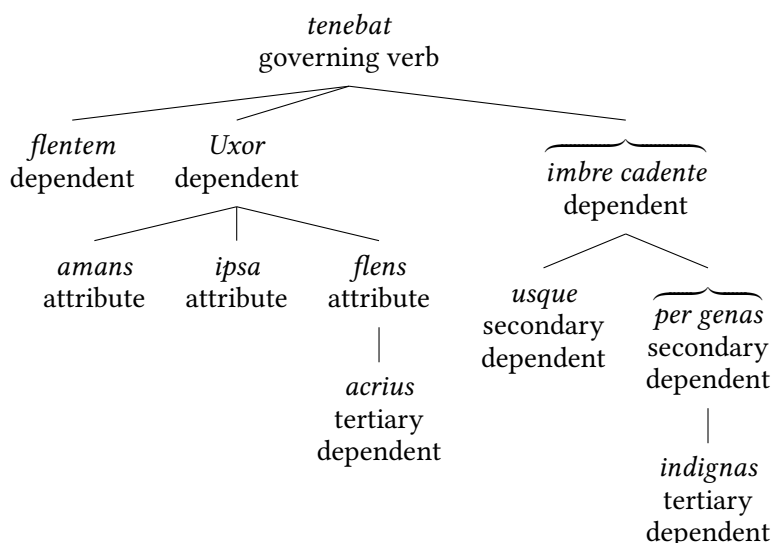 tenebat
governing verb
flentem
dependent
Uxor
dependent
imbre cadente
dependent
amans
attribute
ipsa
attribute
flens
attribute
usque
secondary
dependent
per genas
secondary
dependent
acrius
tertiary
dependent
indignas
tertiary
dependent